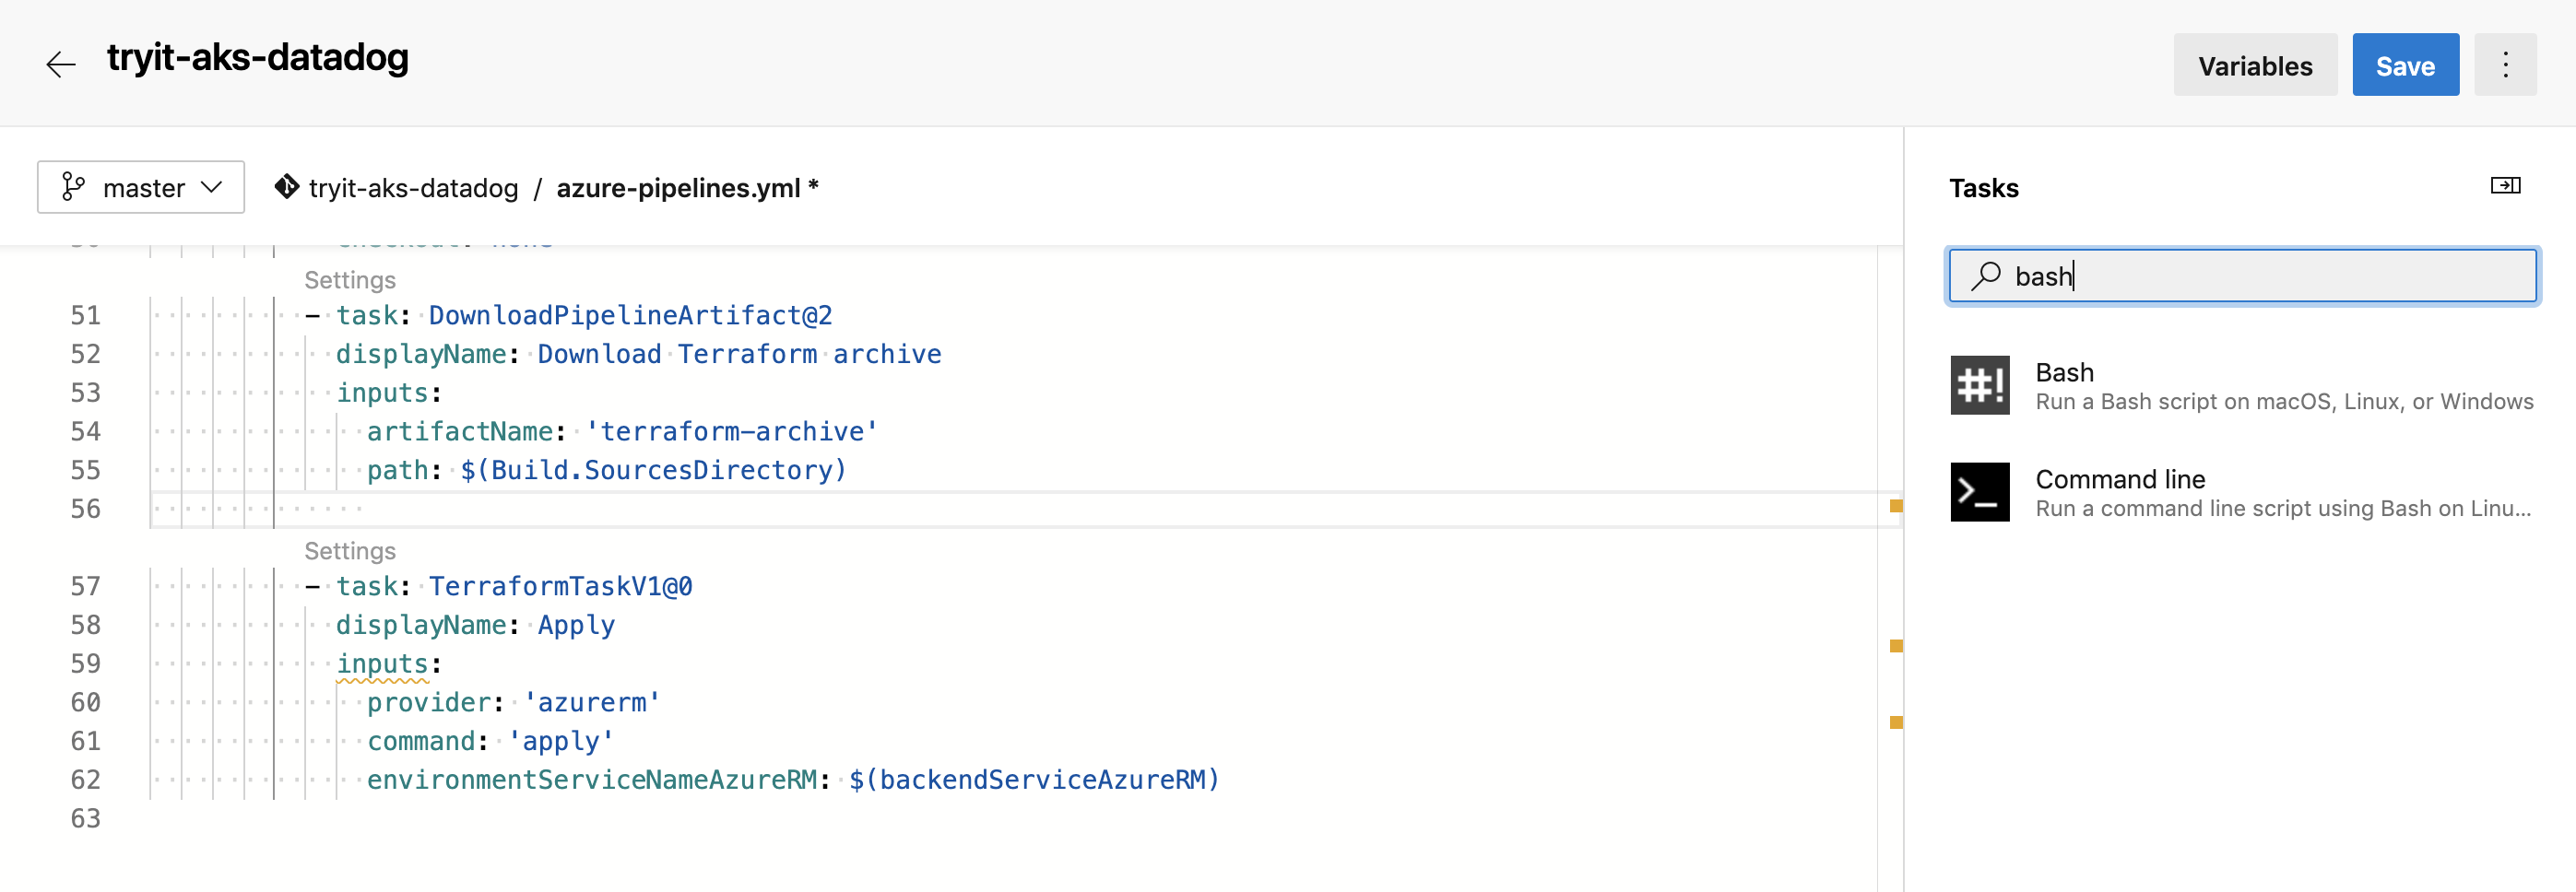 tryit-aks-datadog
Variables
Save
master
tryit-aks-datadog / azure-pipelines.yml *
Settings
51 - task: DownloadPipelineArtifact@2
52 displayName: Download Terraform archive
53 inputs:
54 artifactName: 'terraform-archive'
55 path: $(Build.SourcesDirectory)
56
Settings
57 - task: TerraformTaskV1@0
58 displayName: Apply
59 inputs:
60 provider: 'azurerm'
61 command: 'apply'
62 environmentServiceNameAzureRM: $(backendServiceAzureRM)
63
Tasks
bash
#!
Bash
Run a Bash script on macOS, Linux, or Windows
>_
Command line
Run a command line script using Bash on Linu...